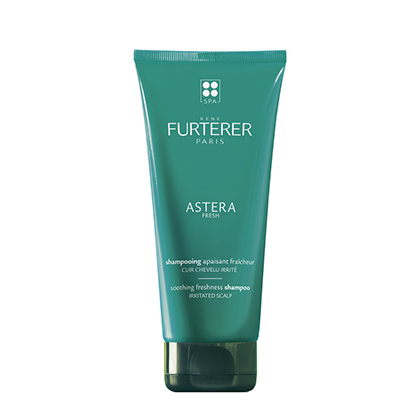 SPA
RENE
FURTERER
PARIS
ASTERA
FRESH
shampooing apaisant fraîcheur
CUIR CHEVELU IRRITÉ
soothing freshness shampoo
IRRITATED SCALP